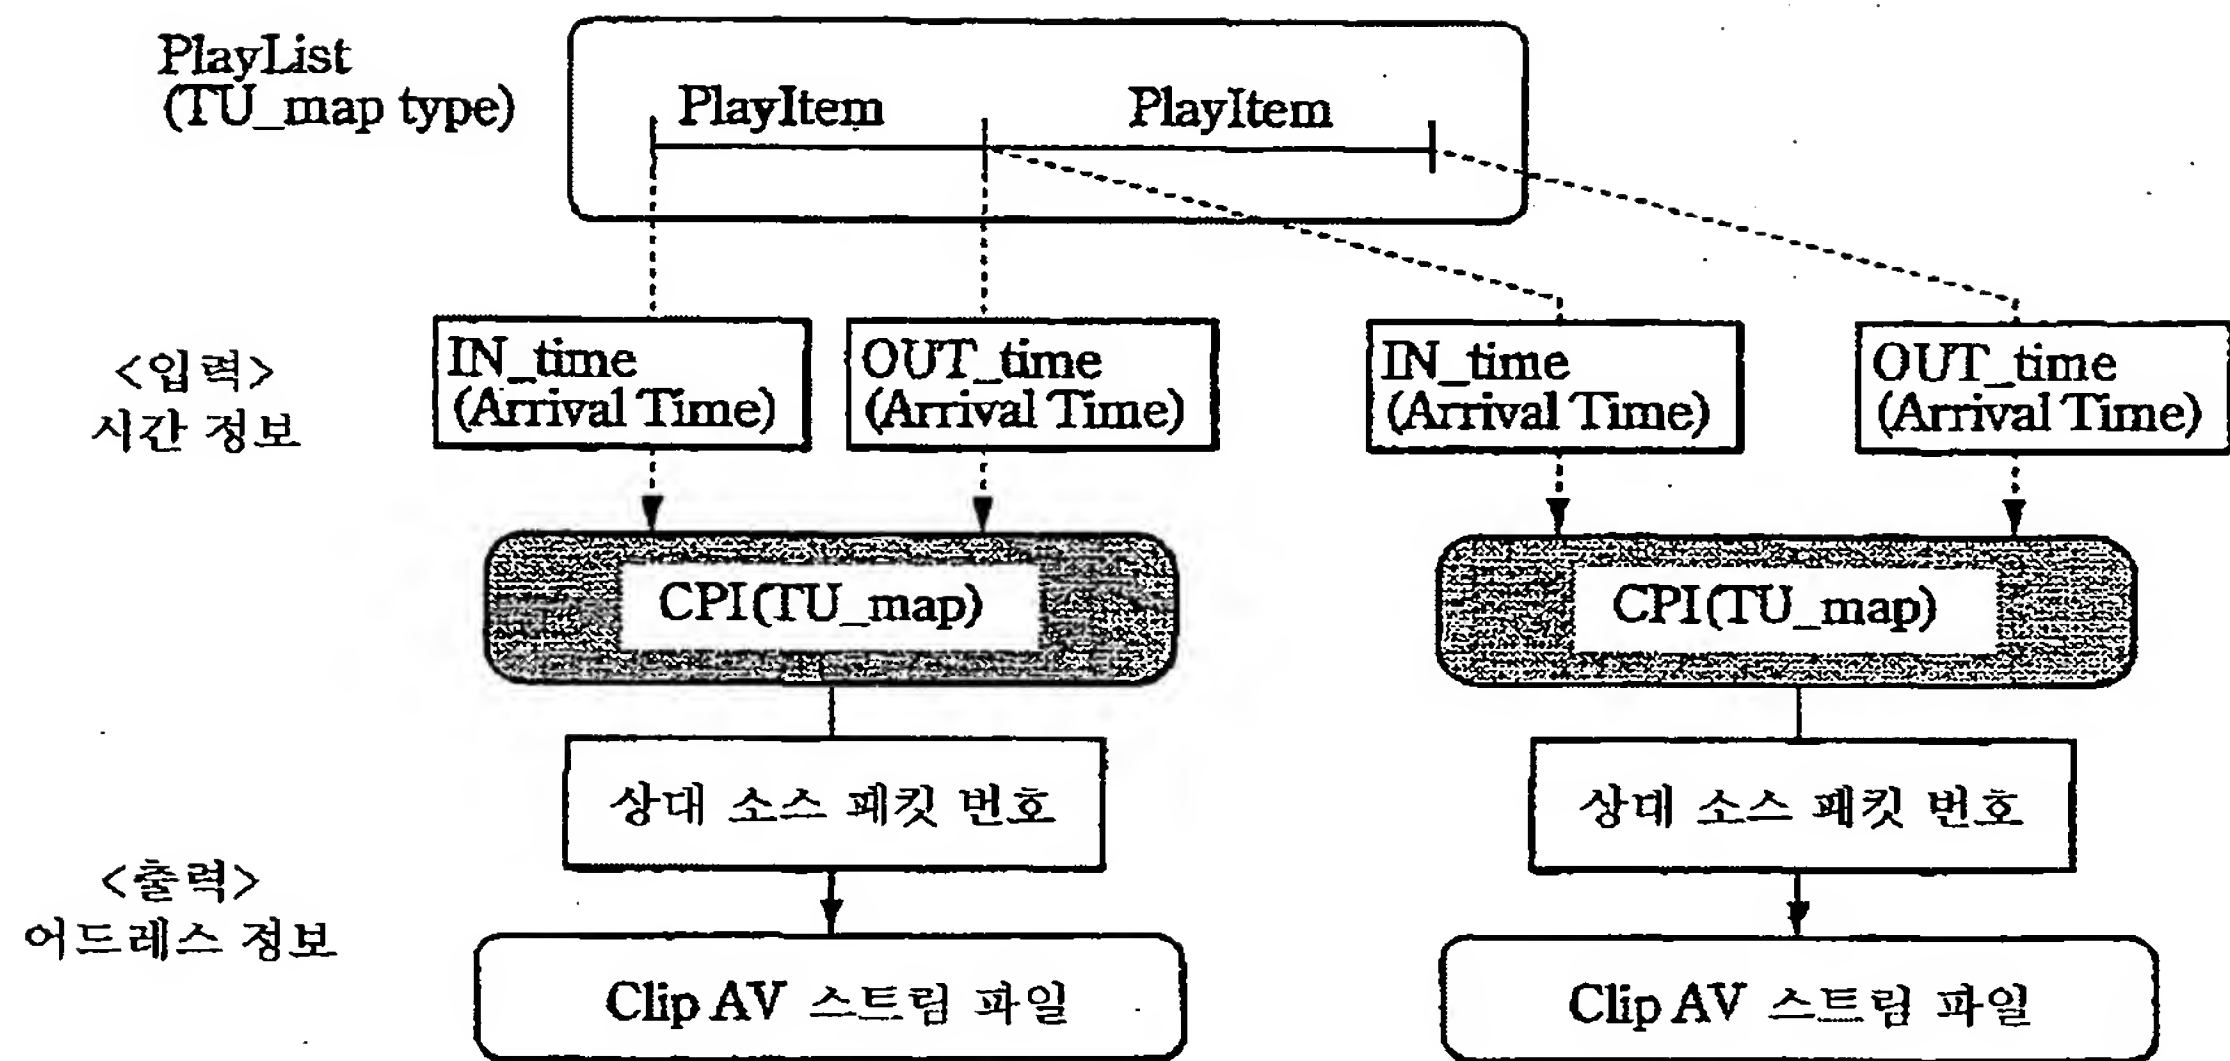 PlayList
(TU_map type)
PlayItem
PlayItem
<입력>
시간 정보
IN_time
(Arrival Time)
OUT_time
(Arrival Time)
IN_time
(Arrival Time)
OUT_time
(Arrival Time)
CPI(TU_map)
CPI(TU_map)
상대 소스 패킷 번호
상대 소스 패킷 번호
<출력>
어드레스 정보
Clip AV 스트림 파일
Clip AV 스트림 파일